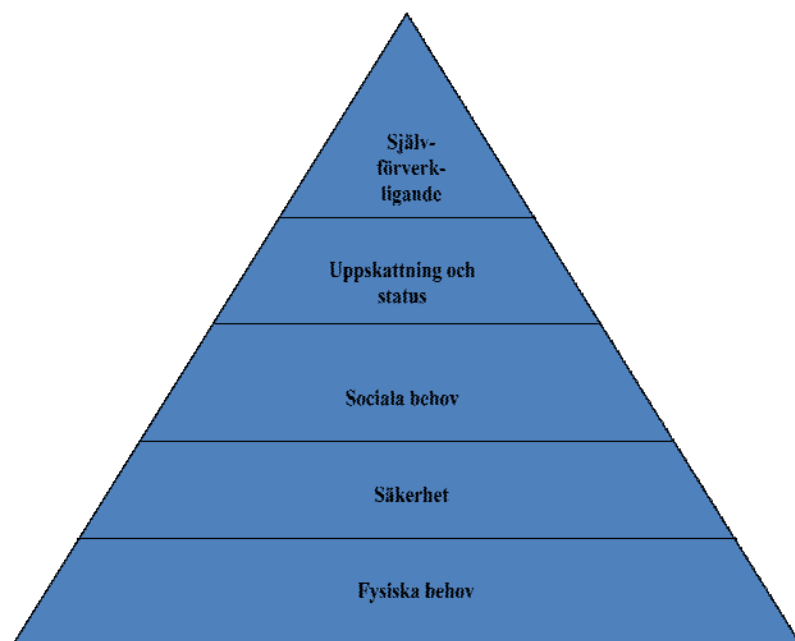 Själv-
förverk-
ligande
Uppskattning och
status
Sociala behov
Säkerhet
Fysiska behov